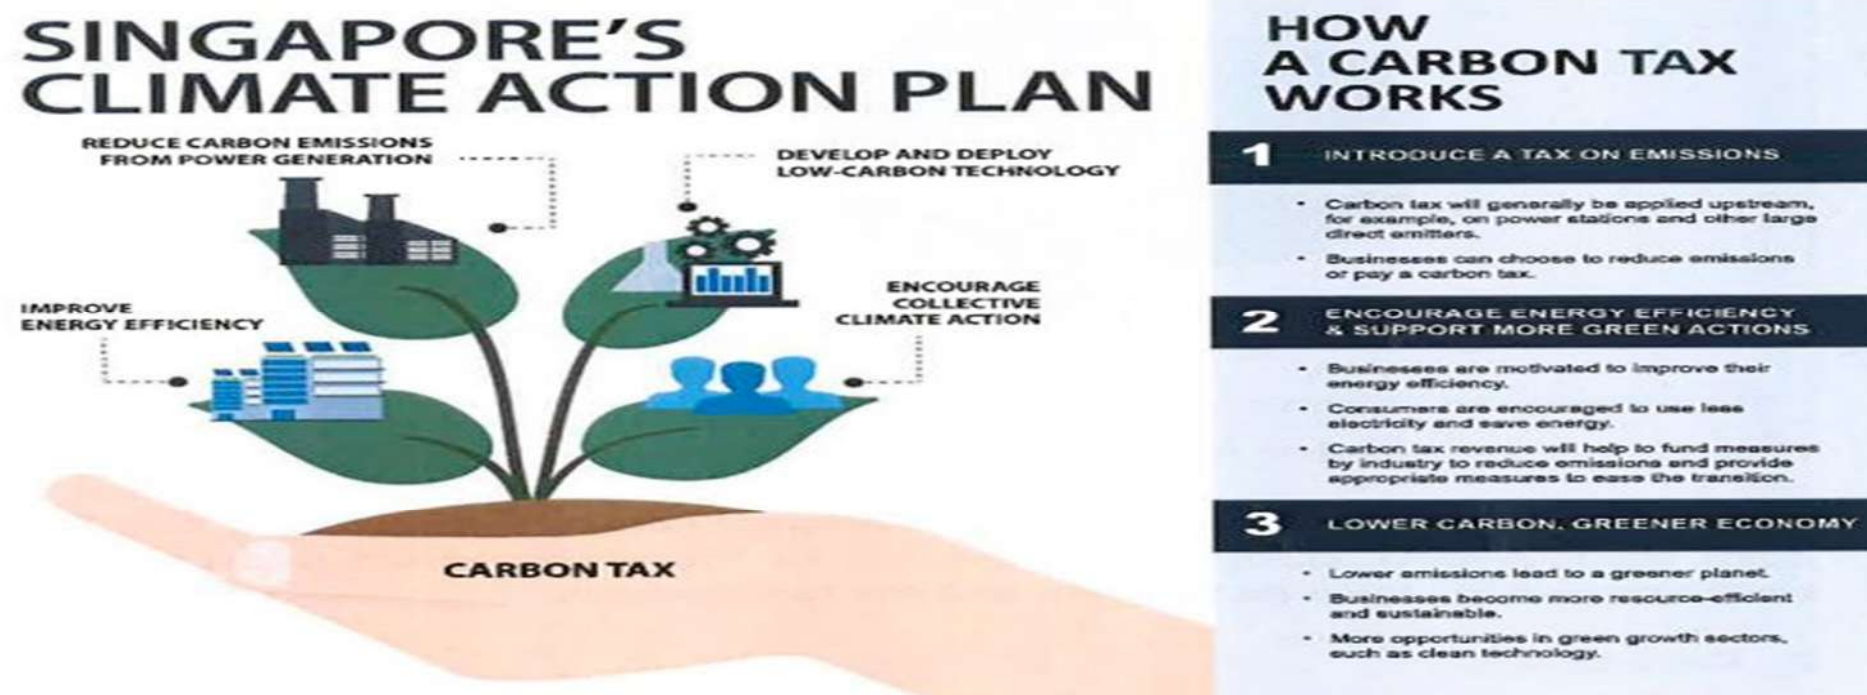 SINGAPORE'S
CLIMATE ACTION PLAN
REDUCE CARBON EMISSIONS
FROM POWER GENERATION
DEVELOP AND DEPLOY
LOW-CARBON TECHNOLOGY
IMPROVE
ENERGY EFFICIENCY
ENCOURAGE
COLLECTIVE
CLIMATE ACTION
CARBON TAX
HOW
A CARBON TAX
WORKS
1 INTRODUCE A TAX ON EMISSIONS
• Carbon tax will generally be applied upstream,
for example, on power stations and other large
direct emitters.
• Businesses can choose to reduce emissions
or pay a carbon tax.
2 ENCOURAGE ENERGY EFFICIENCY
& SUPPORT MORE GREEN ACTIONS
• Businesses are motivated to improve their
energy efficiency.
• Consumers are encouraged to use less
electricity and save energy.
• Carbon tax revenue will help to fund measures
by industry to reduce emissions and provide
appropriate measures to ease the transition.
3 LOWER CARBON, GREENER ECONOMY
• Lower emissions lead to a greener planet.
• Businesses become more resource-efficient
and sustainable.
• More opportunities in green growth sectors,
such as clean technology.